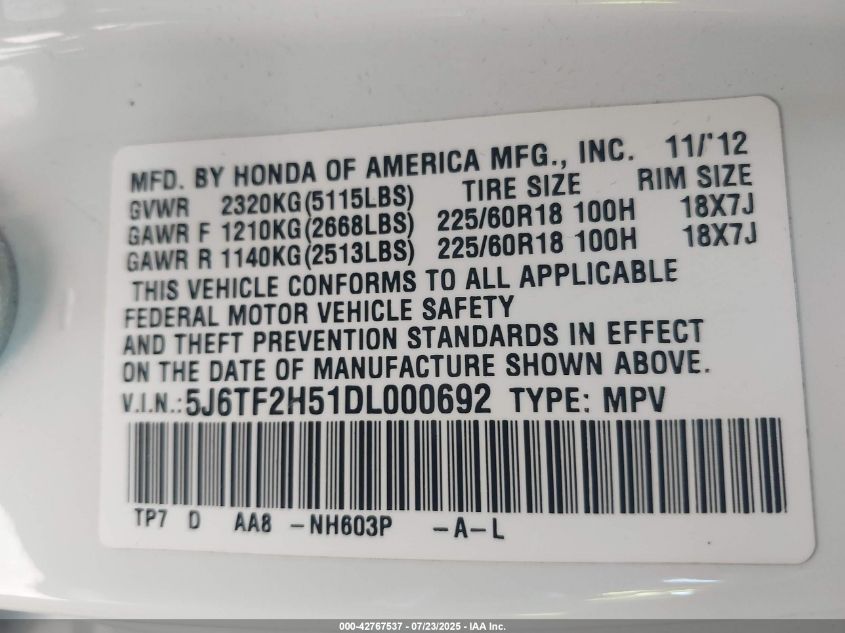 MFD. BY HONDA OF AMERICA MFG., INC. 11/'12
GVWR 2320KG(5115LBS) TIRE SIZE RIM SIZE
GAWR F 1210KG(2668LBS) 225/60R18 100H 18X7J
GAWR R 1140KG(2513LBS) 225/60R18 100H 18X7J
THIS VEHICLE CONFORMS TO ALL APPLICABLE
FEDERAL MOTOR VEHICLE SAFETY
AND THEFT PREVENTION STANDARDS IN EFFECT
ON THE DATE OF MANUFACTURE SHOWN ABOVE.
V.I.N.:5J6TF2H51DL000692 TYPE: MPV
TP7 D AA8 -NH603P -A-L
000-42767537 - 07/23/2025 - IAA Inc.